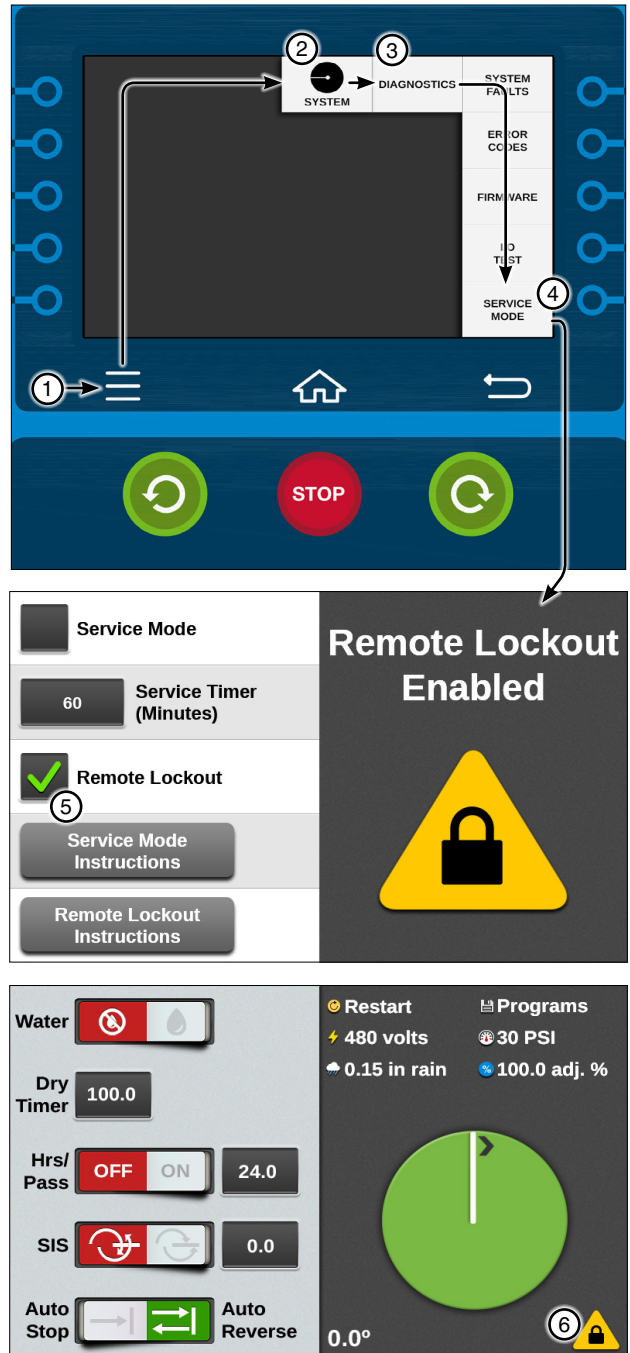 2
3
SYSTEM
DIAGNOSTICS
SYSTEM
FAULTS
ERROR
CODES
FIRMWARE
I/O
TEST
SERVICE
MODE
4
1
STOP
Service Mode
60
Service Timer
(Minutes)
Remote Lockout
5
Service Mode
Instructions
Remote Lockout
Instructions
Remote Lockout
Enabled
Water
Dry
Timer
100.0
Hrs/
Pass
OFF ON
24.0
SIS
0.0
Auto
Stop
Auto
Reverse
Restart
Programs
480 volts
30 PSI
0.15 in rain
% 100.0 adj. %
0.0º
6